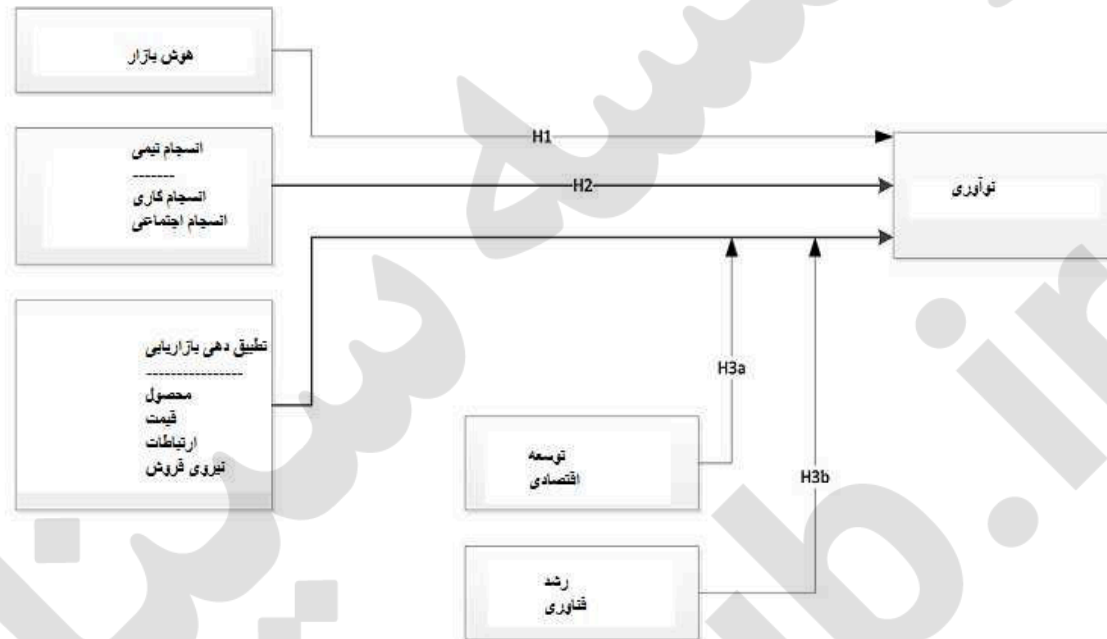 هوش بازار
H1
انسجام تیمی
-------
انسجام کاری
انسجام اجتماعی
H2
نوآوری
تطبیق دهی بازاریابی
----------------
محصول
قیمت
ارتباطات
نیروی فروش
H3a
توسعه
اقتصادی
H3b
رشد
فناوری